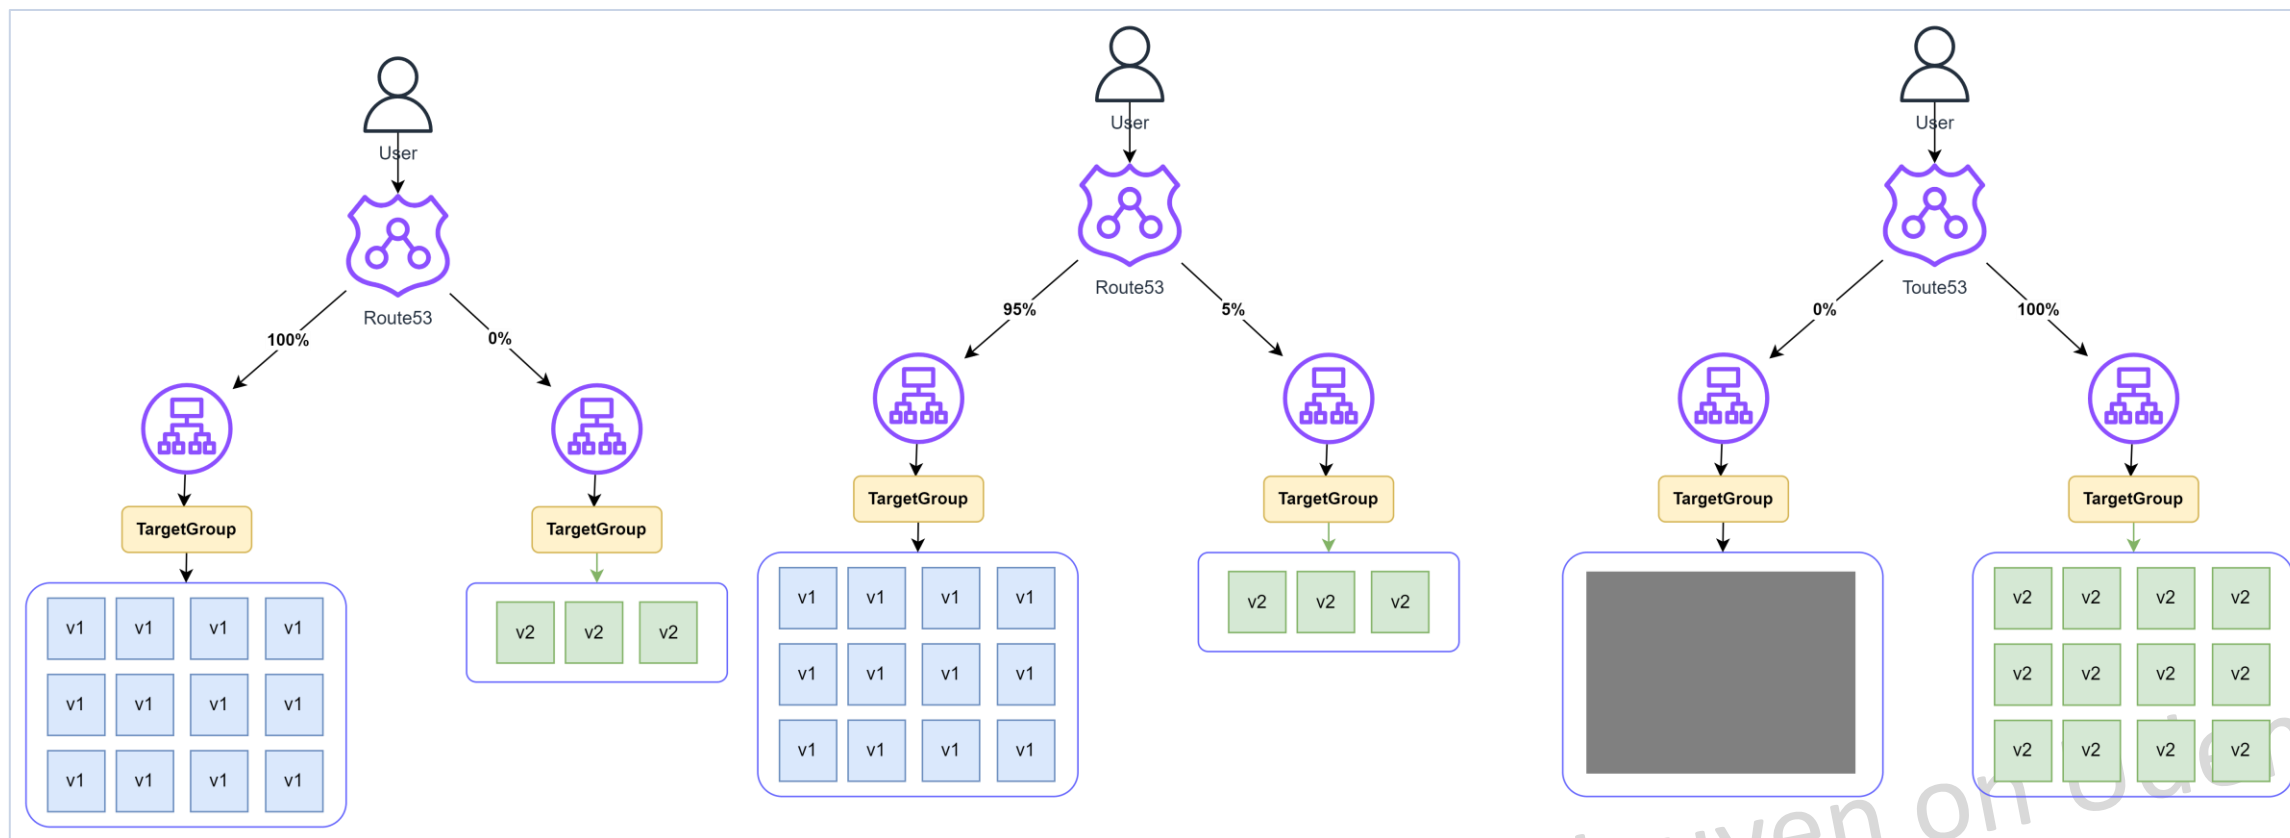 User
Route53
100%
0%
TargetGroup
TargetGroup
v1 v1 v1 v1
v2 v2 v2
v1 v1 v1 v1
v1 v1 v1 v1
User
Route53
95%
5%
TargetGroup
TargetGroup
v1 v1 v1 v1
v2 v2 v2
v1 v1 v1 v1
v1 v1 v1 v1
User
Toute53
0%
100%
TargetGroup
TargetGroup
v2 v2 v2 v2
v2 v2 v2 v2
v2 v2 v2 v2
on